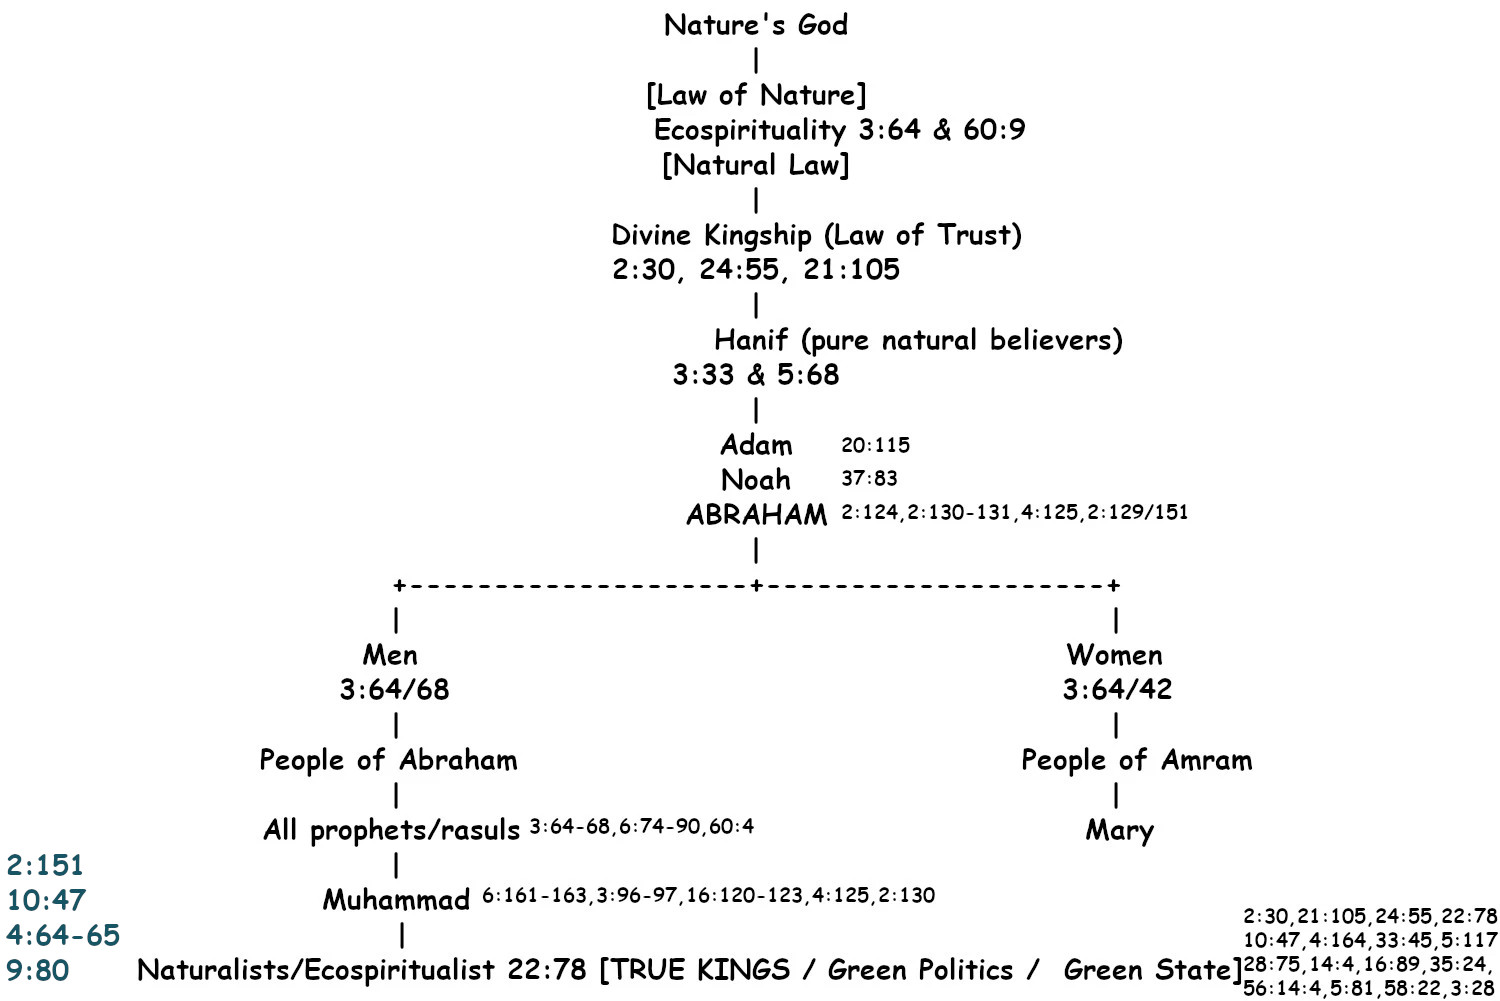 Nature's God
|
[Law of Nature]
Ecospirituality 3:64 & 60:9
[Natural Law]
|
Divine Kingship (Law of Trust)
2:30, 24:55, 21:105
|
Hanif (pure natural believers)
3:33 & 5:68
|
Adam 20:115
Noah 37:83
ABRAHAM 2:124,2:130-131,4:125,2:129/151
|
+--------------------+--------------------+
| |
Men Women
3:64/68 3:64/42
| |
People of Abraham People of Amram
| |
All prophets/rasuls 3:64-68,6:74-90,60:4 Mary
|
Muhammad 6:161-163,3:96-97,16:120-123,4:125,2:130
|
Naturalists/Ecospiritualist 22:78 [TRUE KINGS / Green Politics / Green State]
2:151
10:47
4:64-65
9:80
2:30,21:105,24:55,22:78
10:47,4:164,33:45,5:117
28:75,14:4,16:89,35:24,
56:14:4,5:81,58:22,3:28